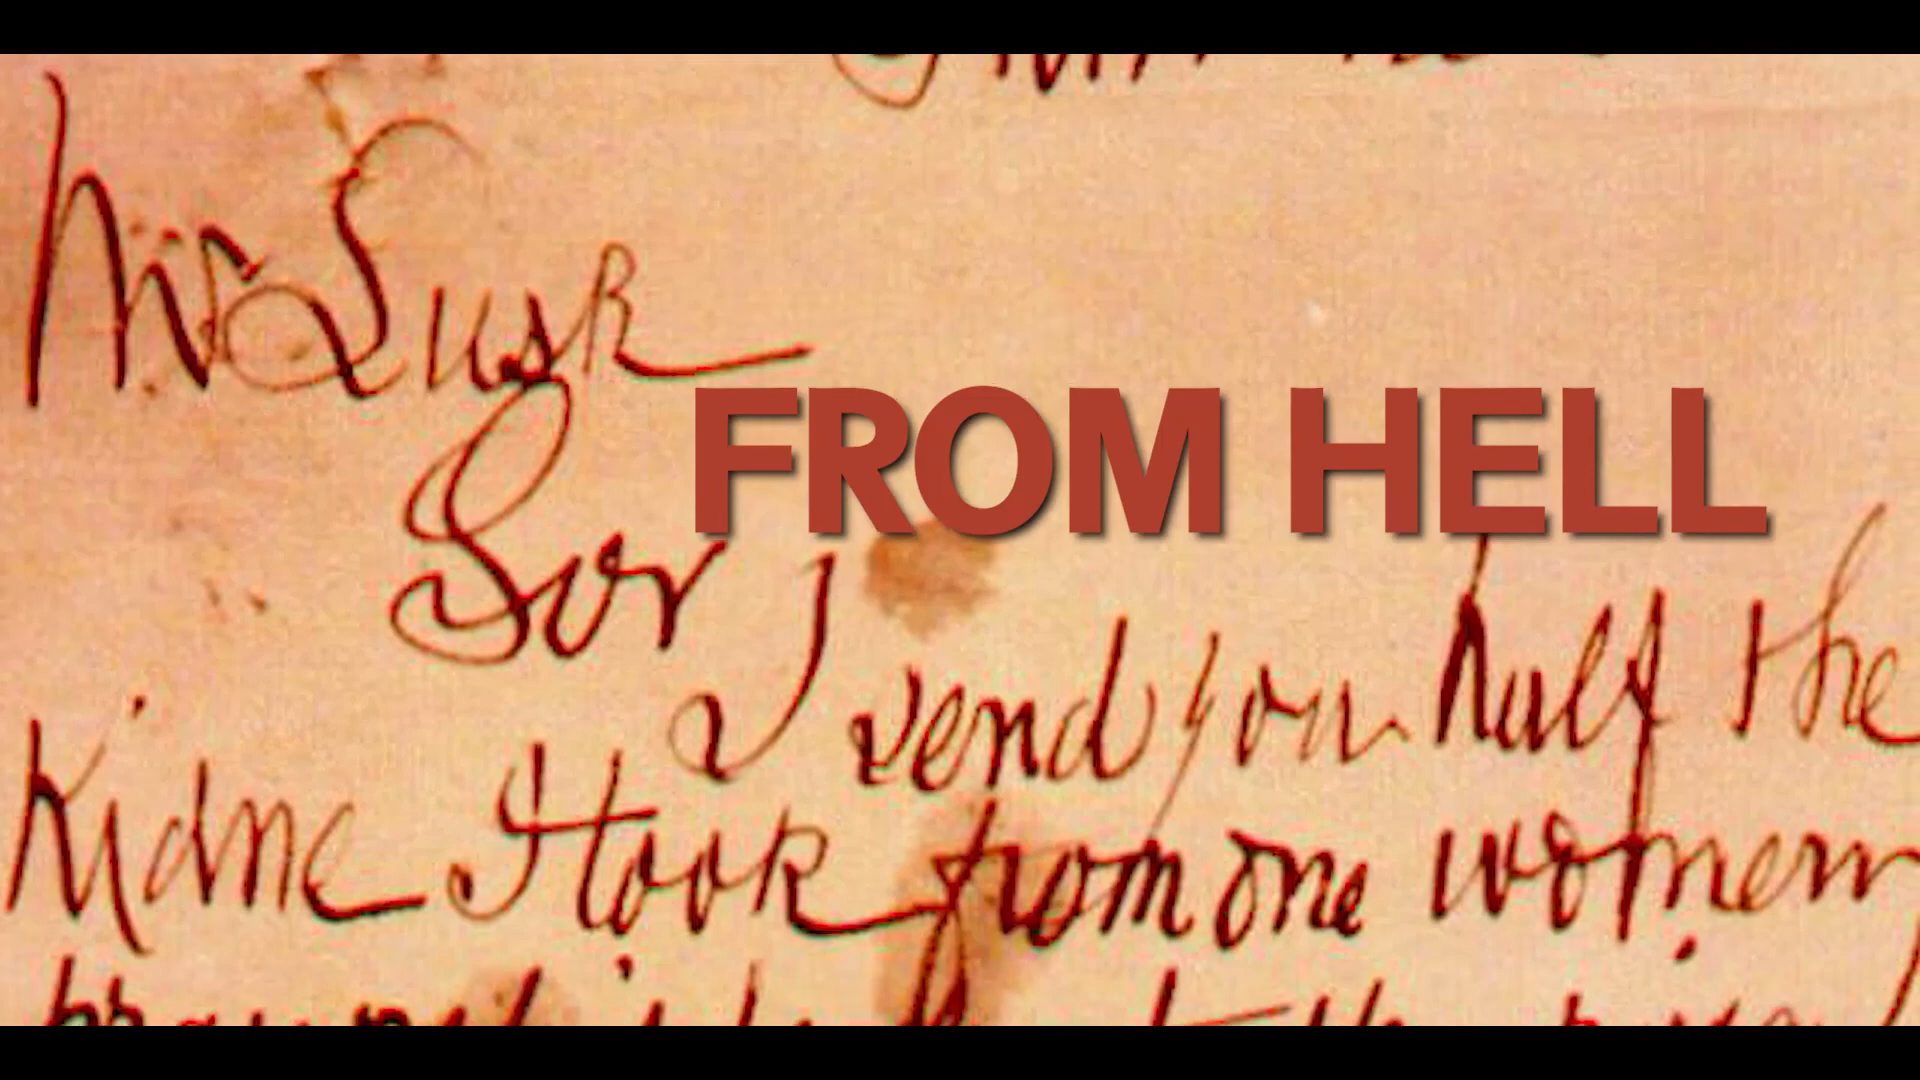 Mr Lusk
FROM HELL
Sor
I send you half the
Kidne I took from one women